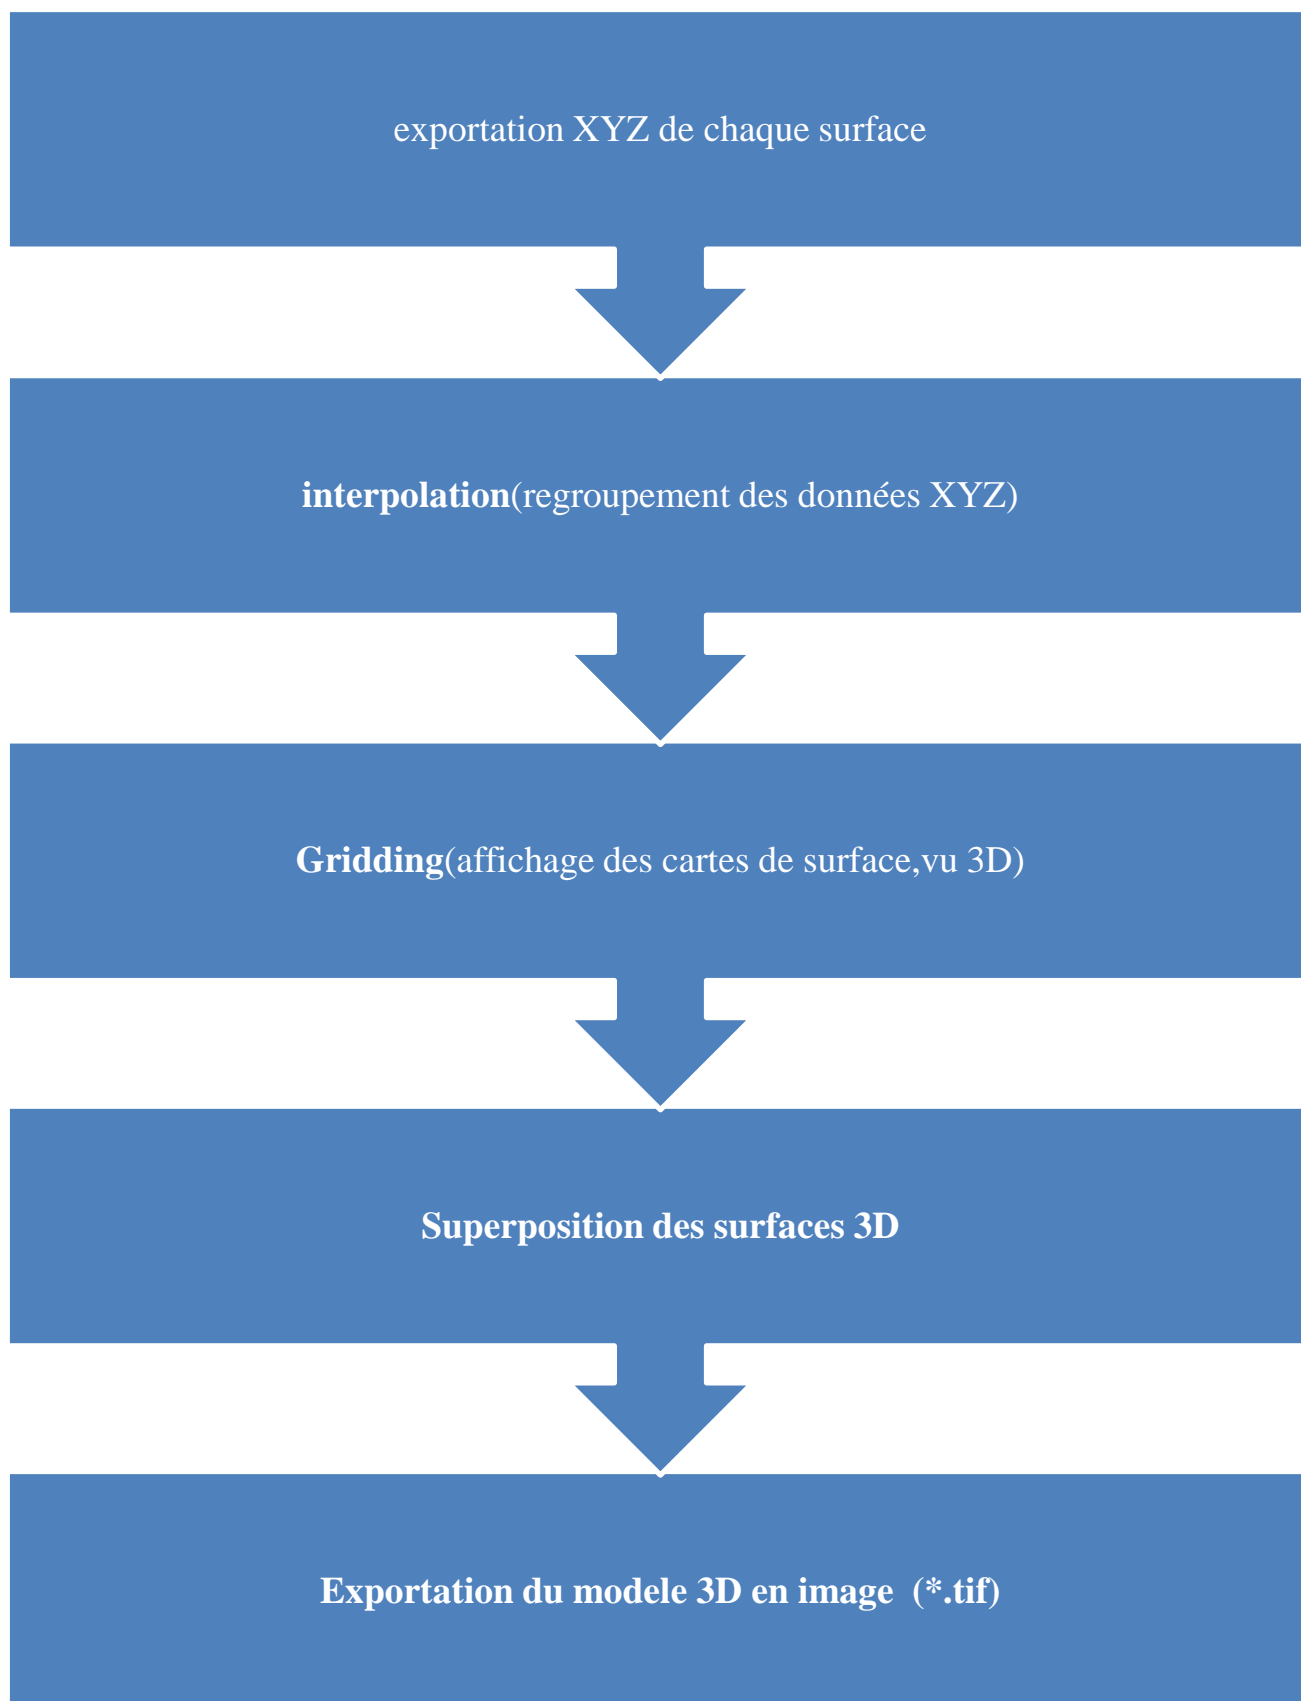 exportation XYZ de chaque surface
interpolation(regroupement des données XYZ)
Gridding(affichage des cartes de surface,vu 3D)
Superposition des surfaces 3D
Exportation du modele 3D en image  (*.tif)